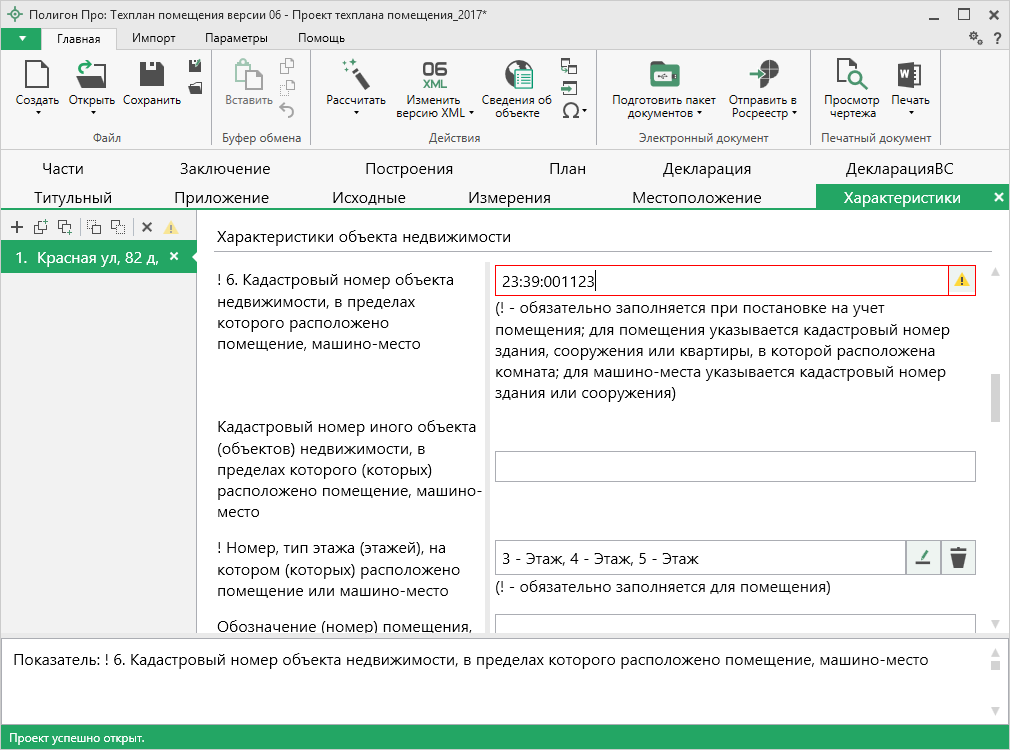 Полигон Про: Техплан помещения версии 06 - Проект техплана помещения_2017*
Главная Импорт Параметры Помощь
?
06
XML
Создать Открыть Сохранить Вставить Рассчитать Изменить версию XML Сведения об объекте Подготовить пакет документов Отправить в Росреестр Просмотр чертежа Печать
Файл Буфер обмена Действия Электронный документ Печатный документ
Части Заключение Построения План Декларация ДекларацияВС
Титульный Приложение Исходные Измерения Местоположение Характеристики
1. Красная ул, 82 д,
Характеристики объекта недвижимости
! 6. Кадастровый номер объекта
недвижимости, в пределах
которого расположено
помещение, машино-место
23:39:001123
(! - обязательно заполняется при постановке на учет
помещения; для помещения указывается кадастровый номер
здания, сооружения или квартиры, в которой расположена
комната; для машино-места указывается кадастровый номер
здания или сооружения)
Кадастровый номер иного объекта
(объектов) недвижимости, в
пределах которого (которых)
расположено помещение, машино-
место
! Номер, тип этажа (этажей), на
котором (которых) расположено
помещение или машино-место
3 - Этаж, 4 - Этаж, 5 - Этаж
(! - обязательно заполняется для помещения)
Обозначение (номер) помещения,
Показатель: ! 6. Кадастровый номер объекта недвижимости, в пределах которого расположено помещение, машино-место
Проект успешно открыт.